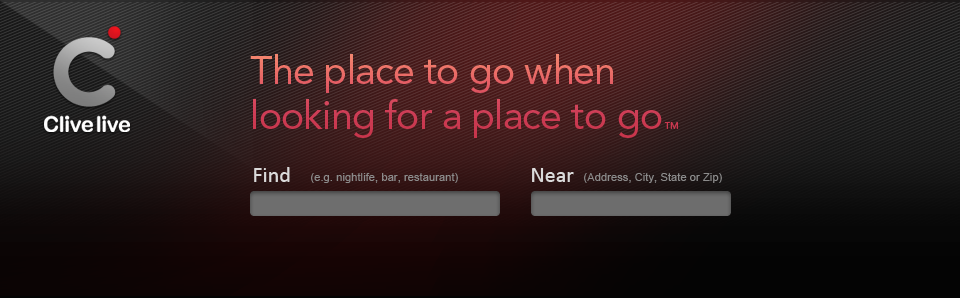 Clive live
The place to go when
looking for a place to go™
Find (e.g. nightlife, bar, restaurant)
Near (Address, City, State or Zip)